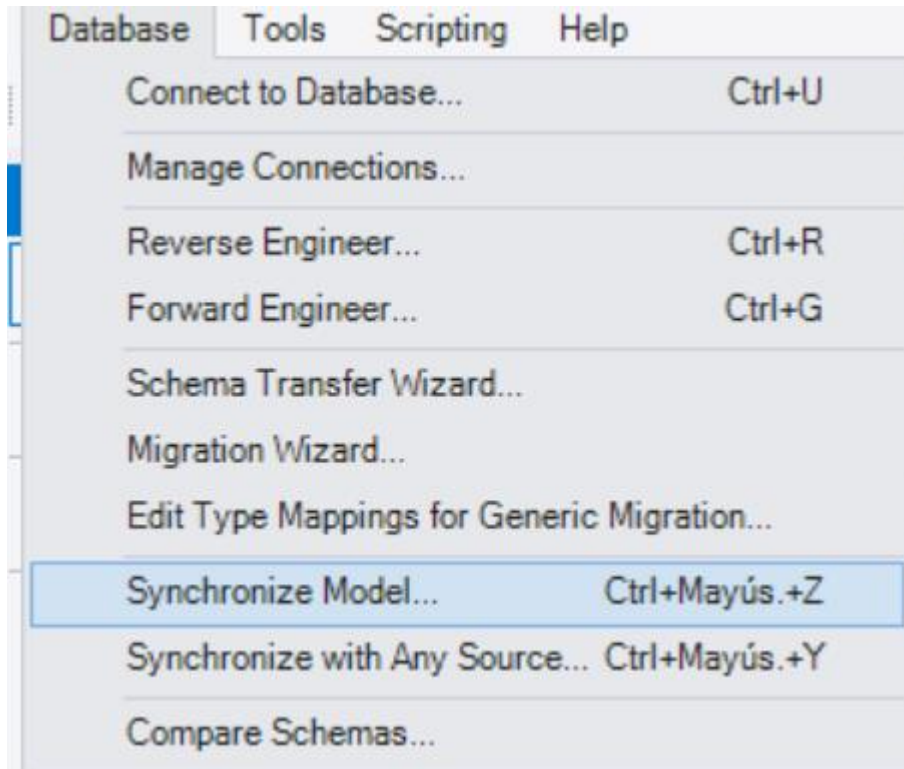 Database Tools Scripting Help
Connect to Database... Ctrl+U
Manage Connections...
Reverse Engineer... Ctrl+R
Forward Engineer... Ctrl+G
Schema Transfer Wizard...
Migration Wizard...
Edit Type Mappings for Generic Migration...
Synchronize Model... Ctrl+Mayús.+Z
Synchronize with Any Source... Ctrl+Mayús.+Y
Compare Schemas...